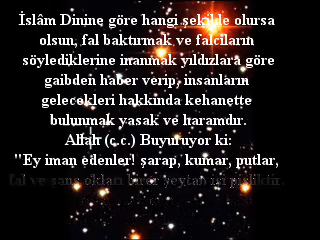 İslâm Dinine göre hangi şekilde olursa
olsun, fal baktırmak ve falcıların
söylediklerine inanmak yıldızlara göre
gaibden haber verip, insanların
gelecekleri hakkında kehanette
bulunmak yasak ve haramdır.
Allah (c.c.) Buyuruyor ki:
"Ey iman edenler! şarap, kumar, putlar,
fal ve şans okları birer şeytan işi pisliktir.